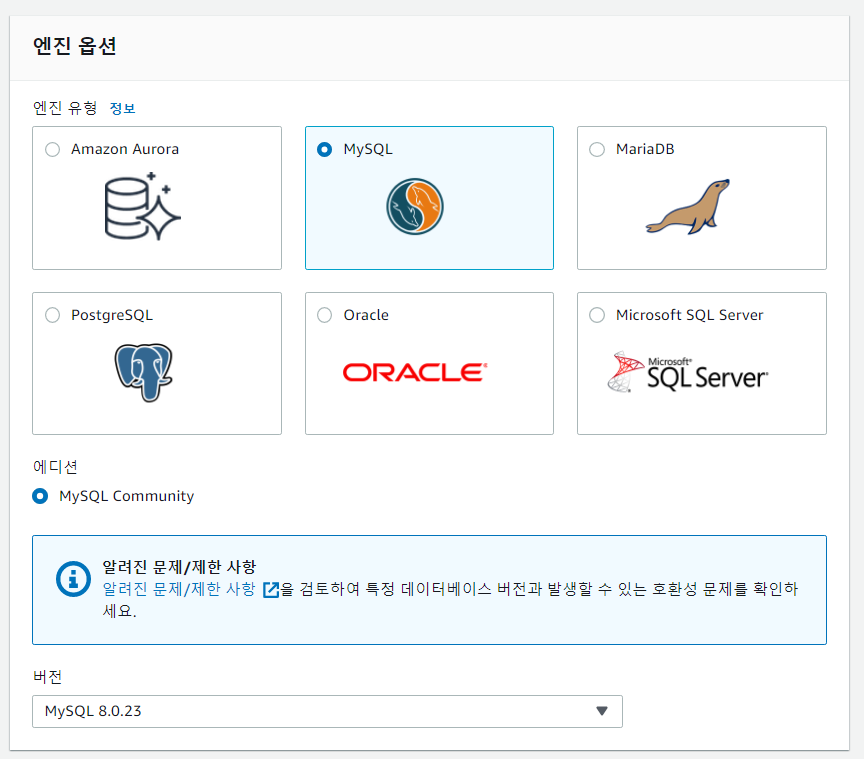 엔진 옵션
엔진 유형 정보
Amazon Aurora
MySQL
MariaDB
PostgreSQL
Oracle
Microsoft SQL Server
ORACLE®
Microsoft®
SQL Server®
에디션
MySQL Community
알려진 문제/제한 사항
알려진 문제/제한 사항 을 검토하여 특정 데이터베이스 버전과 발생할 수 있는 호환성 문제를 확인하
세요.
버전
MySQL 8.0.23